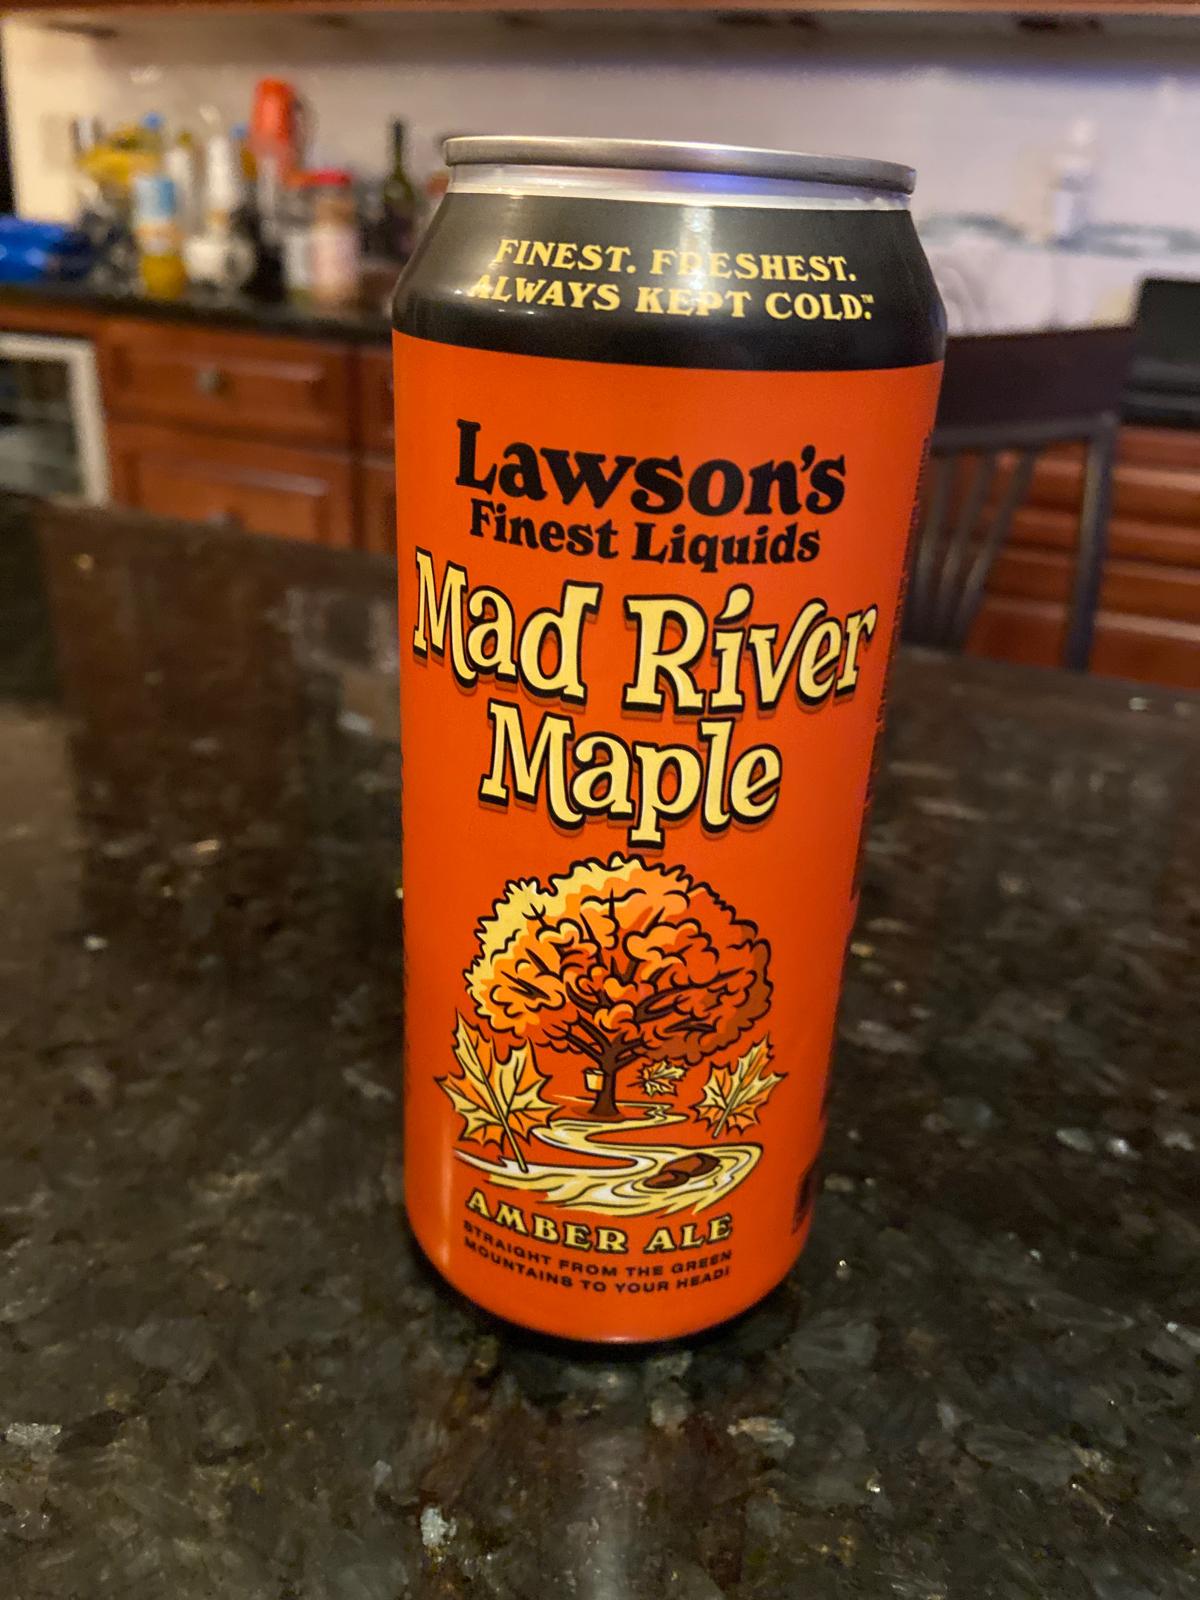 FINEST. FRESHEST.
ALWAYS KEPT COLD.™
Lawson's
Finest Liquids
Mad River
Maple
AMBER ALE
STRAIGHT FROM THE GREEN
MOUNTAINS TO YOUR HEAD!